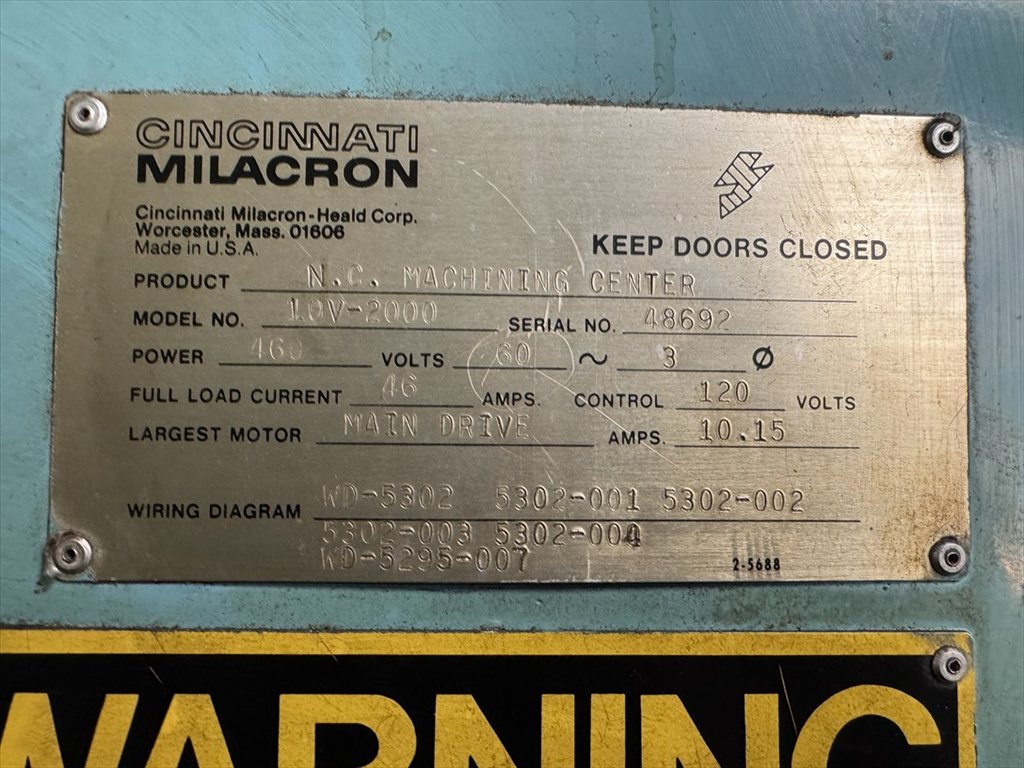 CINCINNATI
MILACRON
Cincinnati Milacron-Heald Corp.
Worcester, Mass. 01606
Made in U.S.A.
KEEP DOORS CLOSED
PRODUCT N.C. MACHINING CENTER
MODEL NO. 10V-2000 SERIAL NO. 48692
POWER 460 VOLTS 60 ~ 3 Ø
FULL LOAD CURRENT 46 AMPS. CONTROL 120 VOLTS
LARGEST MOTOR MAIN DRIVE AMPS. 10.15
WIRING DIAGRAM WD-5302 5302-001 5302-002
5302-003 5302-004
WD-5295-007
2-5688
WARNING